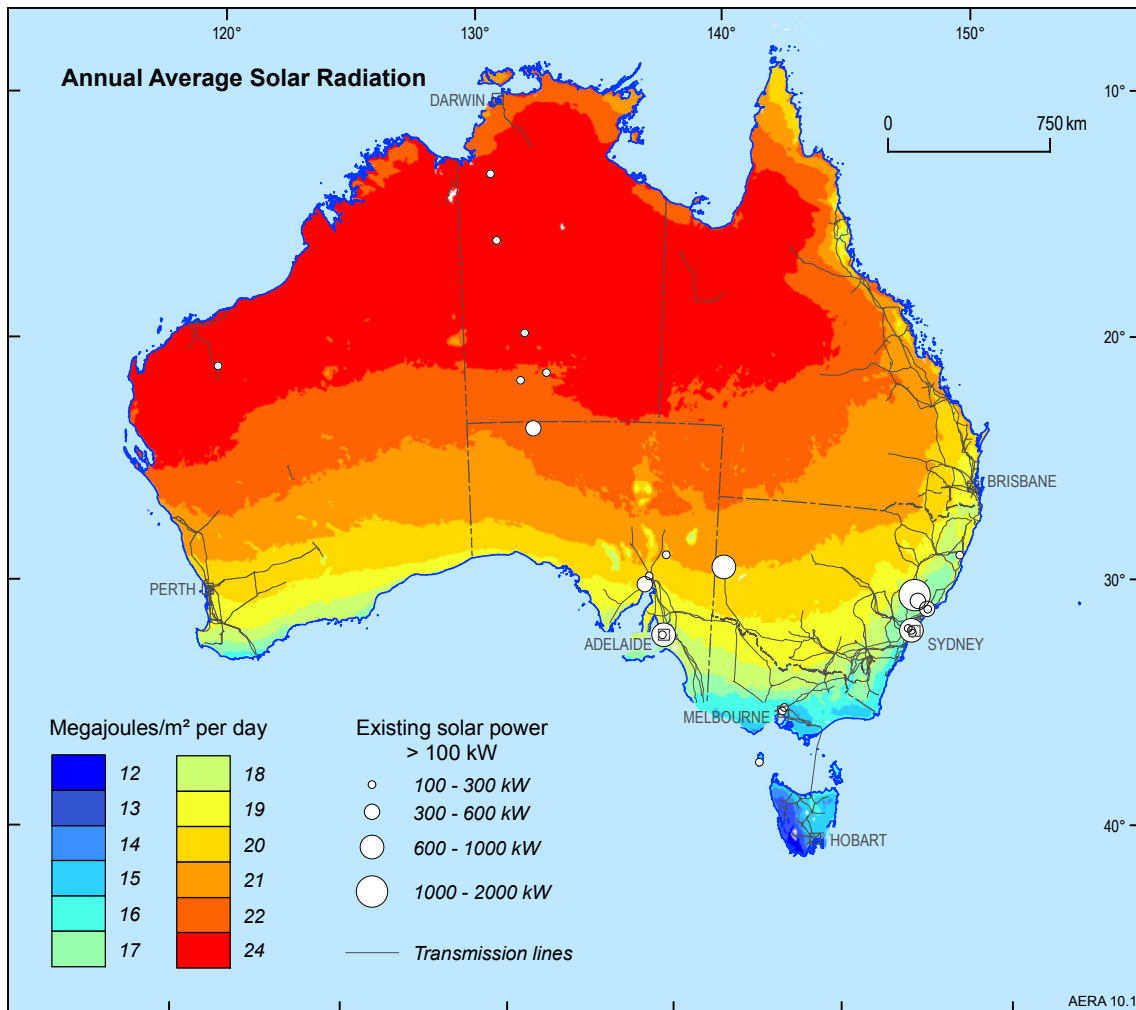 120°
130°
140°
150°
Annual Average Solar Radiation
DARWIN
10°
0
750 km
20°
BRISBANE
30°
PERTH
ADELAIDE
SYDNEY
MELBOURNE
40°
HOBART
Megajoules/m² per day
12
13
14
15
16
17
18
19
20
21
22
24
Existing solar power
> 100 kW
100 - 300 kW
300 - 600 kW
600 - 1000 kW
1000 - 2000 kW
Transmission lines
AERA 10.1